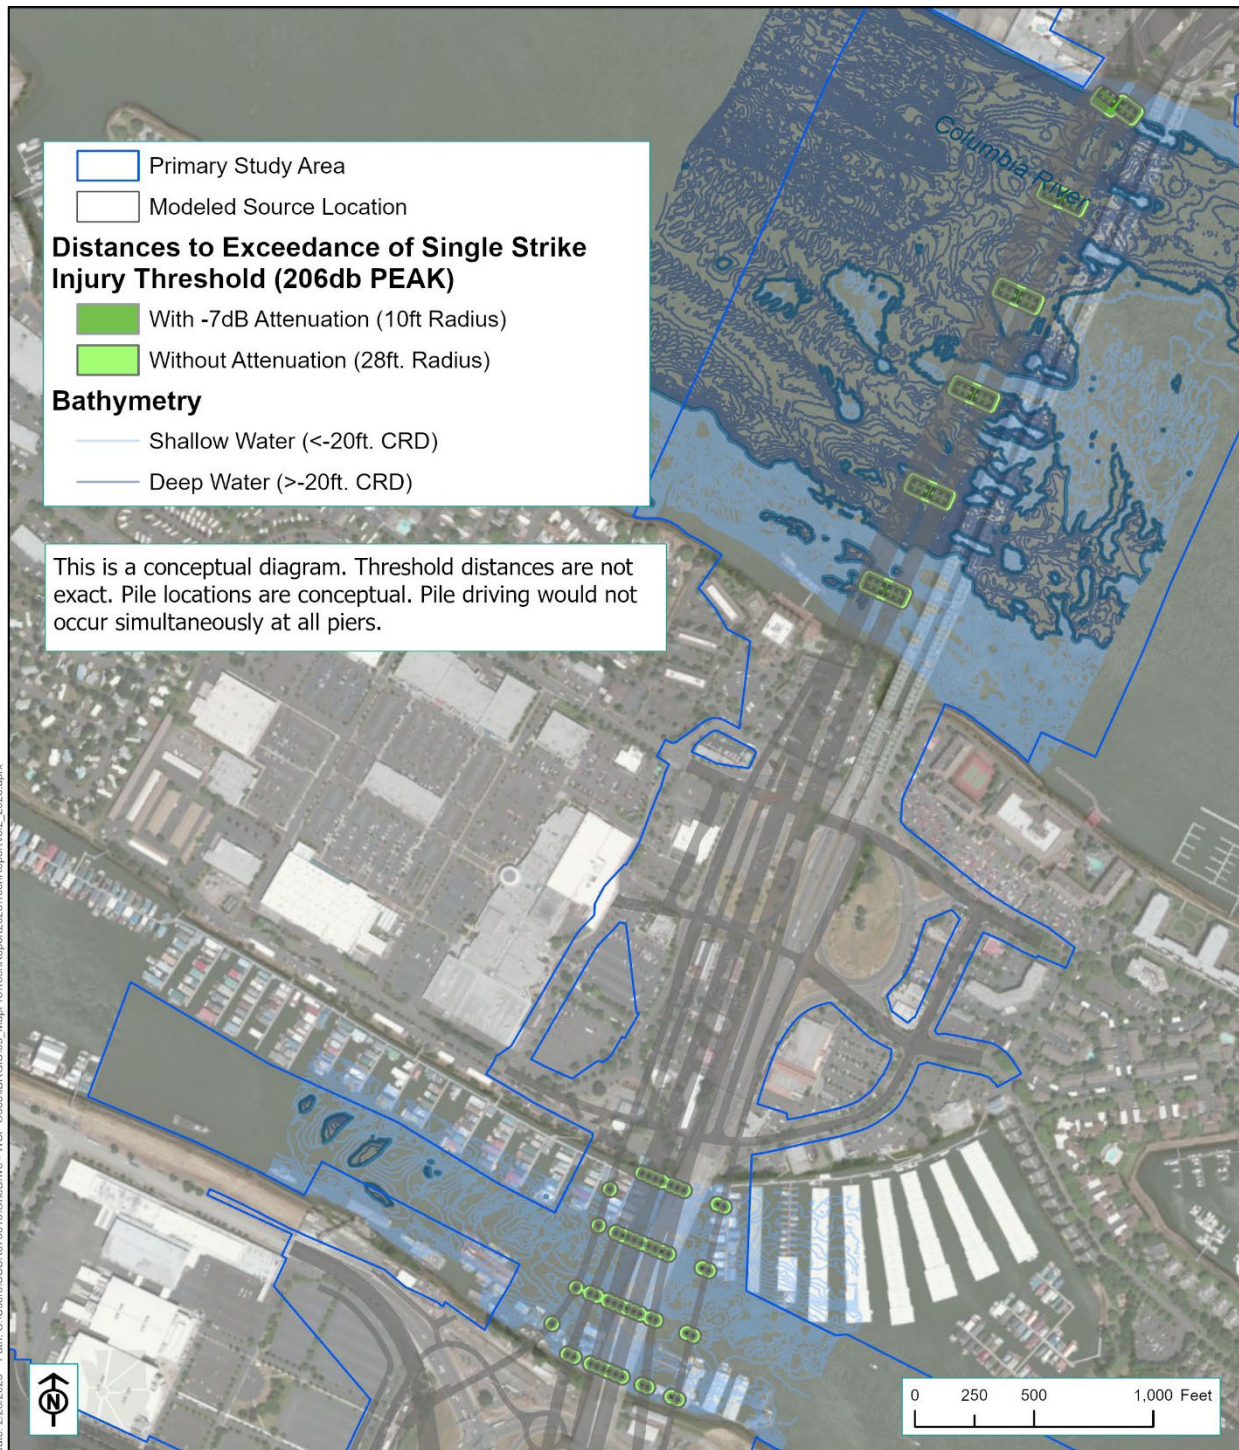 Columbia River
Primary Study Area
Modeled Source Location
Distances to Exceedance of Single Strike
Injury Threshold (206db PEAK)
With -7dB Attenuation (10ft Radius)
Without Attenuation (28ft. Radius)
Bathymetry
Shallow Water (<-20ft. CRD)
Deep Water (>-20ft. CRD)
This is a conceptual diagram. Threshold distances are not
exact. Pile locations are conceptual. Pile driving would not
occur simultaneously at all piers.
N
0 250 500 1,000 Feet